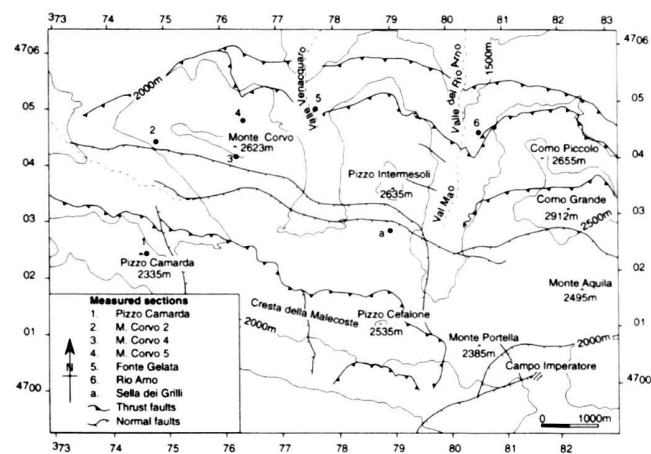 373 74 75 76 77 78 79 80 81 82 83
4706 4706
2000m
Valle Venacquaro
Valle del Rio Arno
1500m
05 05
4 5 6
2 Monte Corvo
2623m
3
Corno Piccolo
2655m
04 04
Pizzo Intermesoli
2635m
Val Mao
Corno Grande
2912m
2500m
03 03
a
1
Pizzo Camarda
2335m
02 02
Monte Aquila
2495m
Measured sections
1. Pizzo Camarda
2. M. Corvo 2
3. M. Corvo 4
4. M. Corvo 5
5. Fonte Gelata
6. Rio Arno
a. Sella dei Grilli
Thrust faults
Normal faults
N
Cresta della Malecoste
2000m
Pizzo Cefalone
2535m
01 01
Monte Portella
2385m
2000m
Campo Imperatore
4700 4700
0 1000m
373 74 75 76 77 78 79 80 81 82